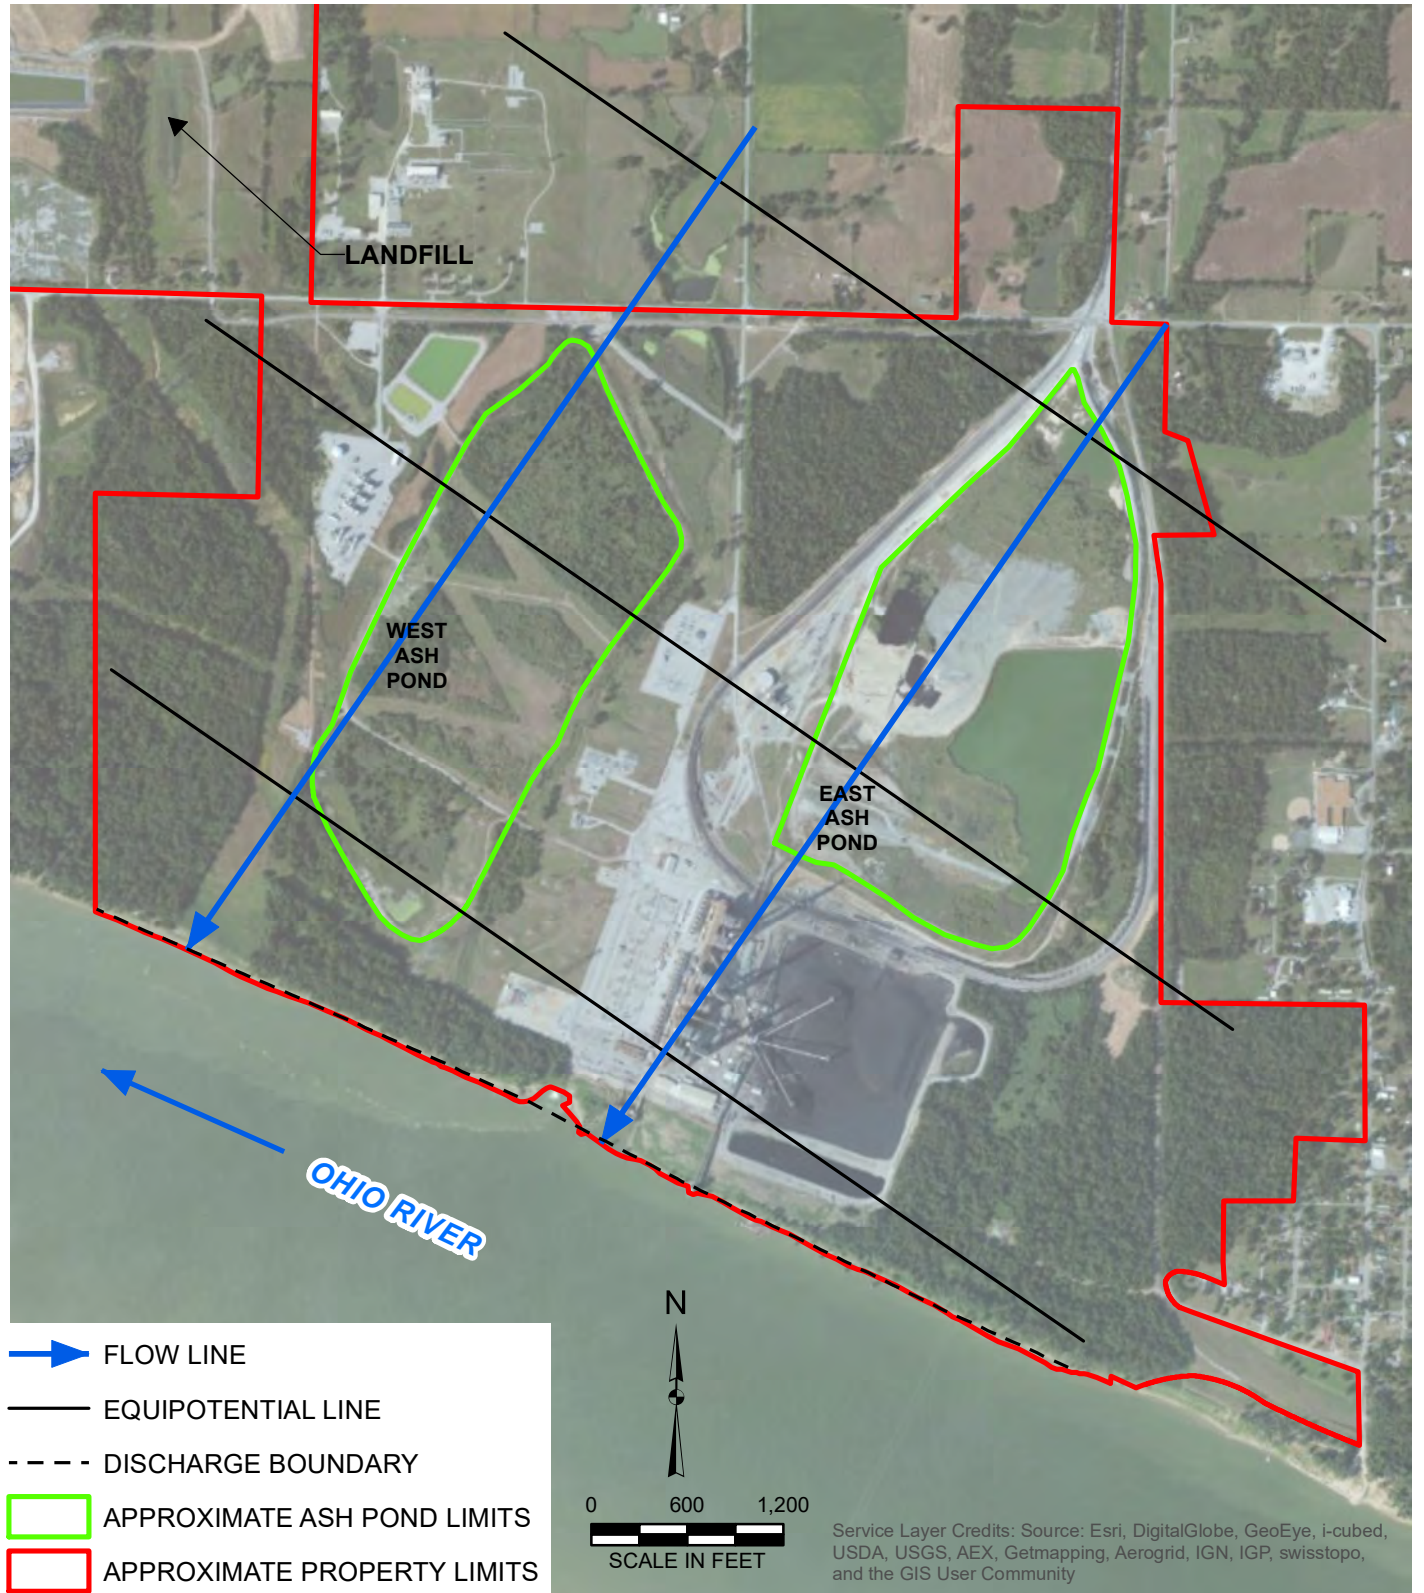 LANDFILL
WEST
ASH
POND
EAST
ASH
POND
OHIO RIVER
N
FLOW LINE
EQUIPOTENTIAL LINE
DISCHARGE BOUNDARY
APPROXIMATE ASH POND LIMITS
APPROXIMATE PROPERTY LIMITS
0 600 1,200
SCALE IN FEET
Service Layer Credits: Source: Esri, DigitalGlobe, GeoEye, i-cubed,
USDA, USGS, AEX, Getmapping, Aerogrid, IGN, IGP, swisstopo,
and the GIS User Community